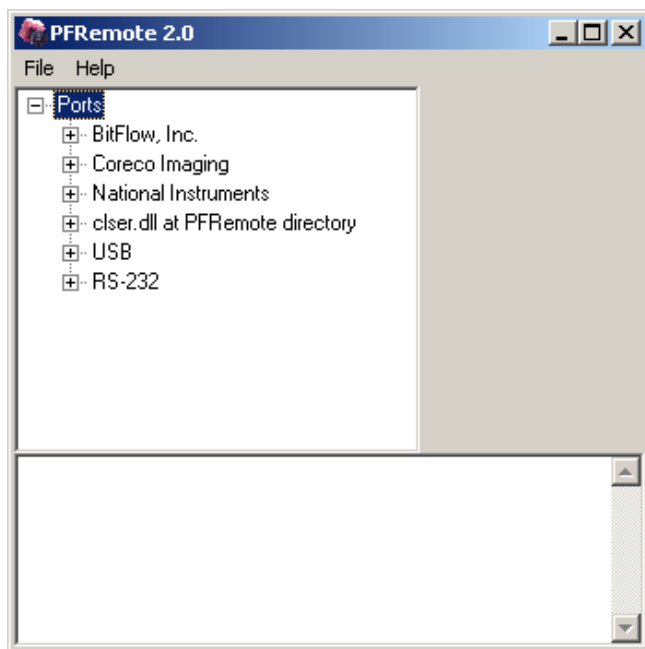 PFRemote 2.0
File Help
Ports
BitFlow, Inc.
Coreco Imaging
National Instruments
clser.dll at PFRemote directory
USB
RS-232